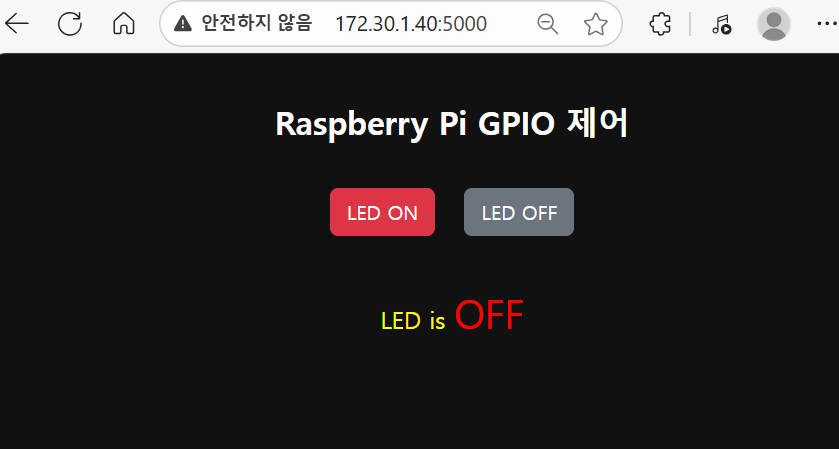 안전하지 않음 172.30.1.40:5000
Raspberry Pi GPIO 제어
LED ON LED OFF
LED is OFF